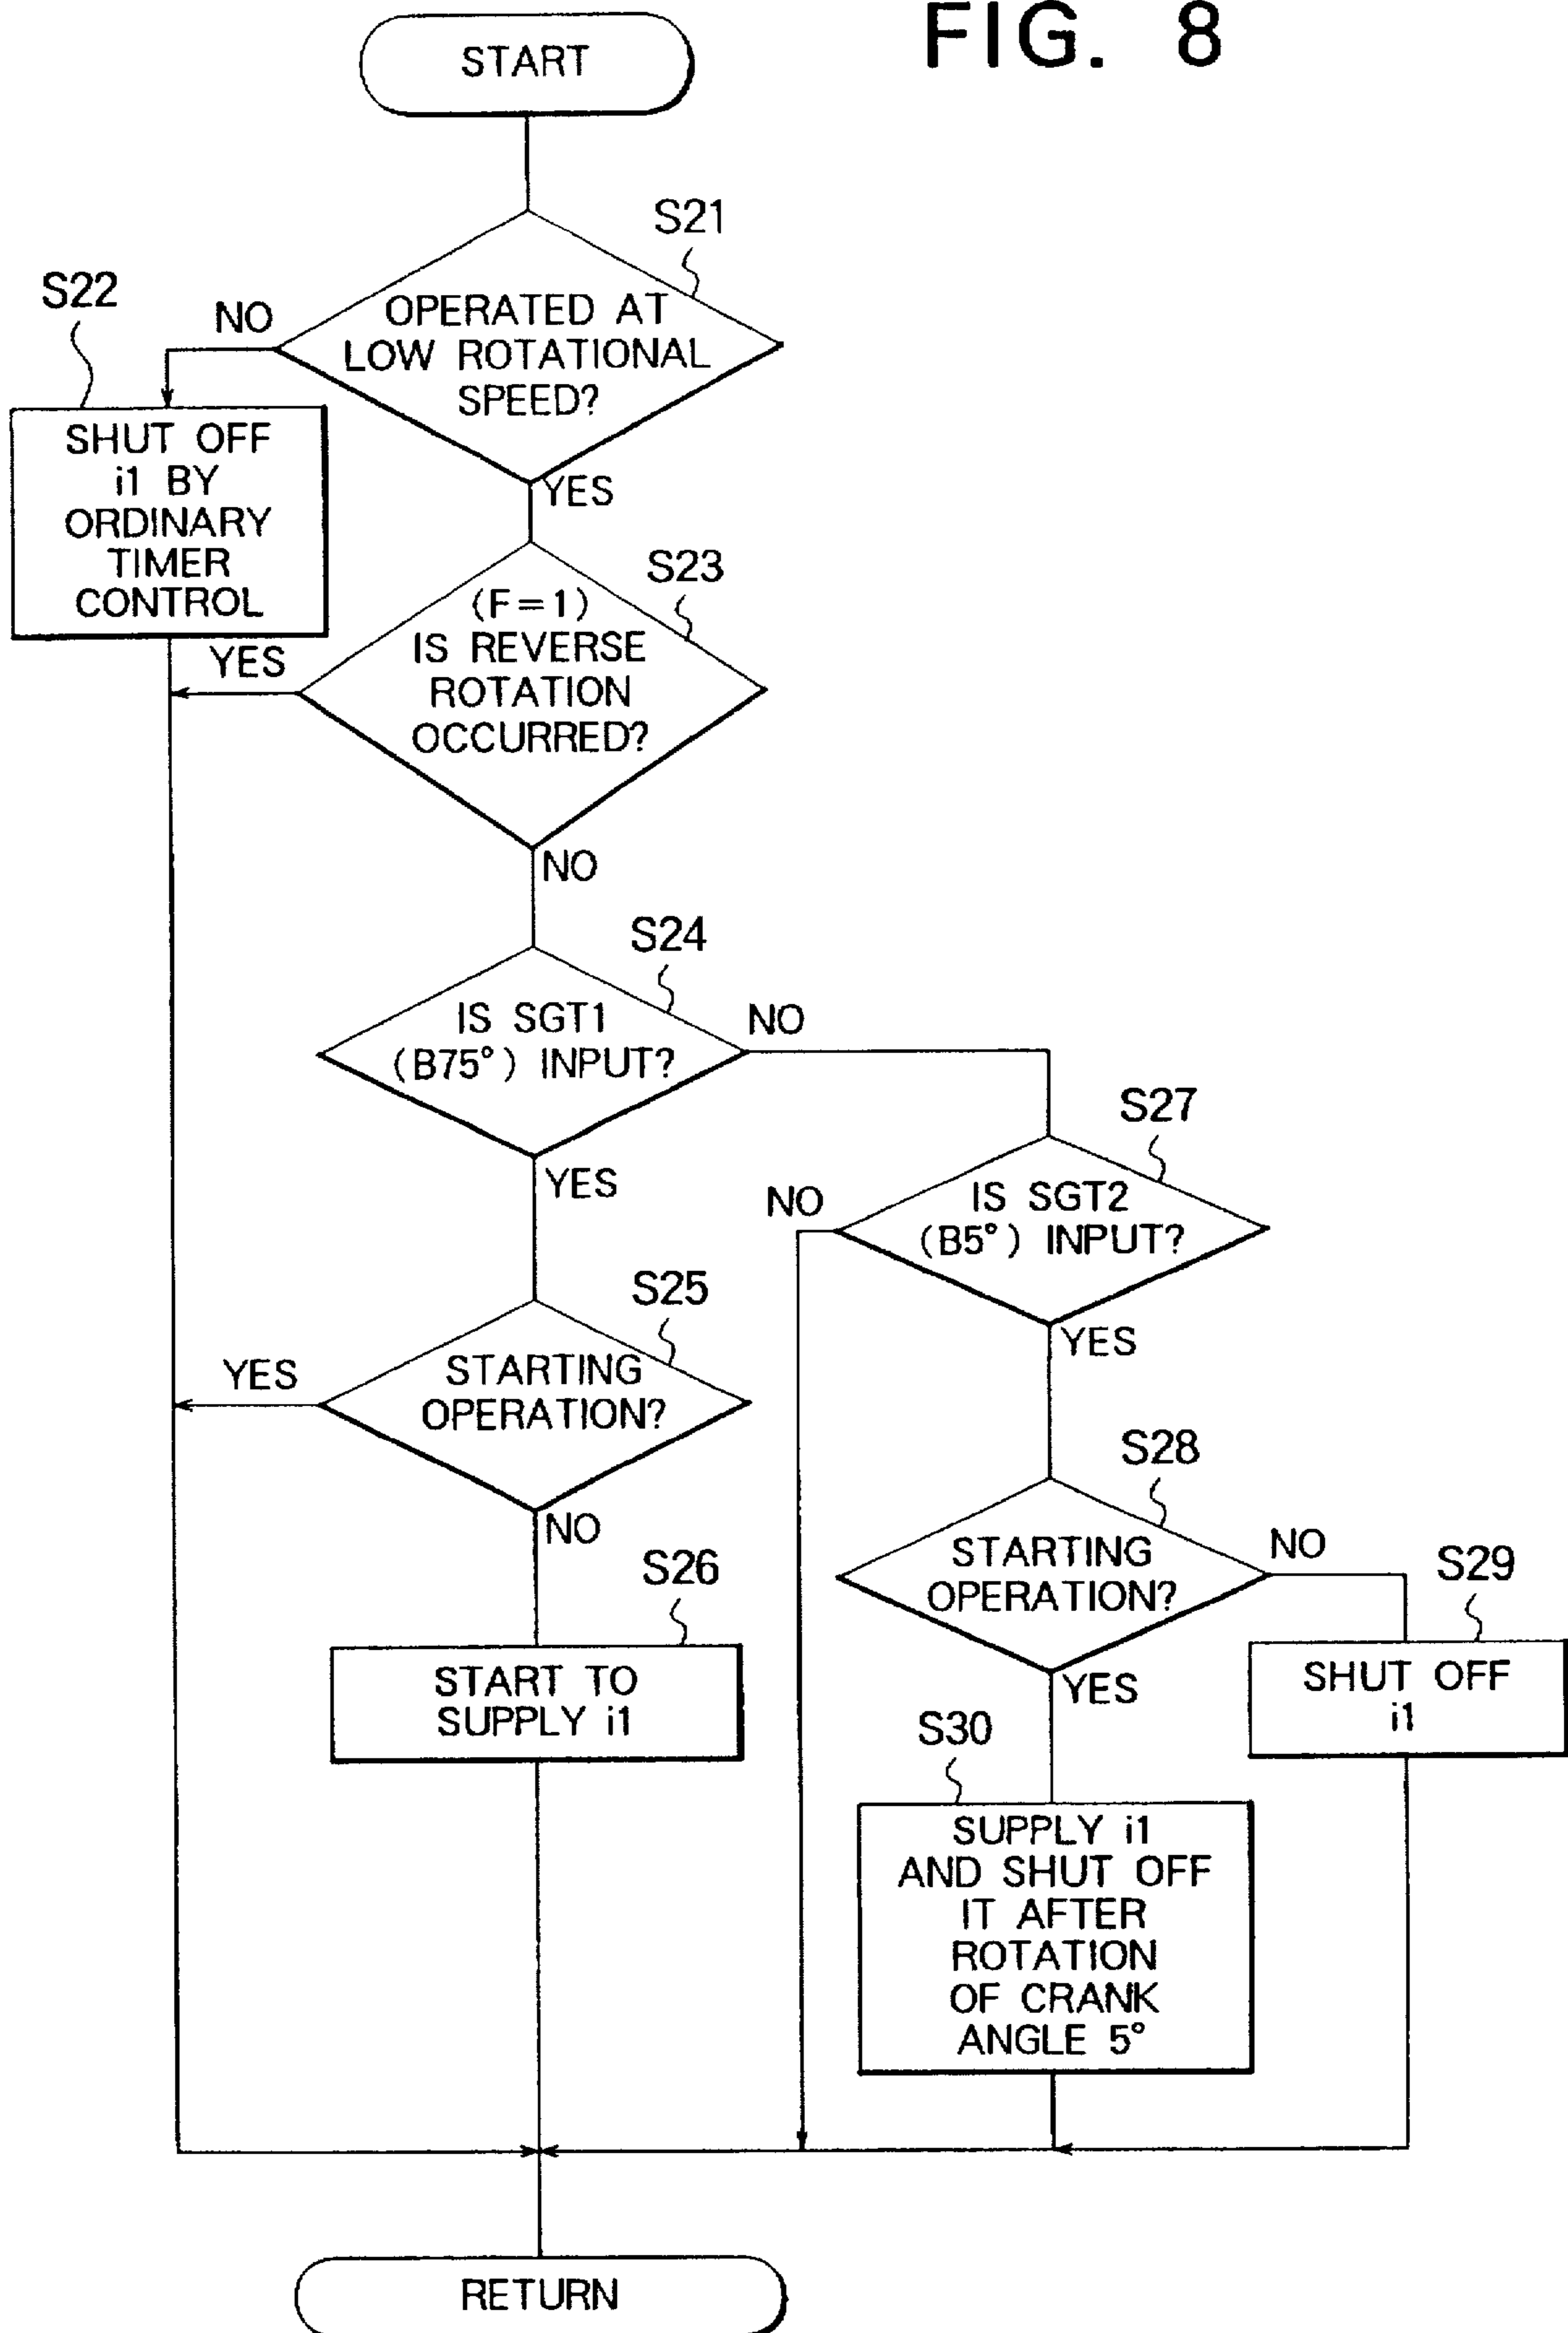 FIG. 8
START
S21
OPERATED AT
LOW ROTATIONAL
SPEED?
NO
YES
S22
SHUT OFF
i1 BY
ORDINARY
TIMER
CONTROL
S23
(F=1)
IS REVERSE
ROTATION
OCCURRED?
YES
NO
S24
IS SGT1
(B75°) INPUT?
NO
YES
S27
IS SGT2
(B5°) INPUT?
NO
YES
S25
STARTING
OPERATION?
YES
NO
S28
STARTING
OPERATION?
NO
YES
S26
START TO
SUPPLY i1
S29
SHUT OFF
i1
S30
SUPPLY i1
AND SHUT OFF
IT AFTER
ROTATION
OF CRANK
ANGLE 5°
RETURN